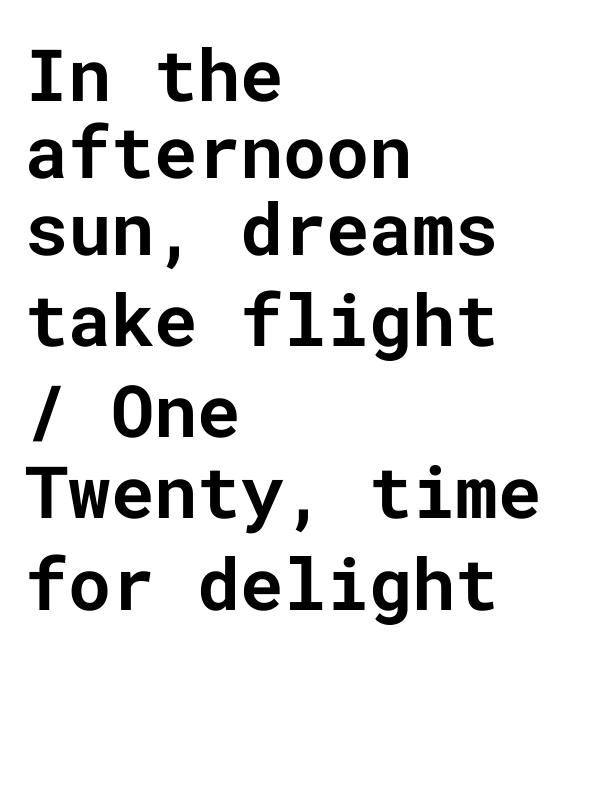 In the
afternoon
sun, dreams
take flight
/ One
Twenty, time
for delight